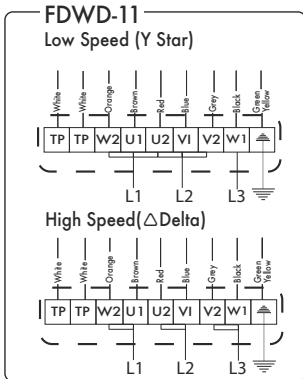 FDWD-11
Low Speed (Y Star)
White White Orange Brown Red Blue Grey Black Green Yellow
TP TP W2 U1 U2 V1 V2 W1
L1 L2 L3
High Speed(△Delta)
White White Orange Brown Red Blue Grey Black Green Yellow
TP TP W2 U1 U2 V1 V2 W1
L1 L2 L3